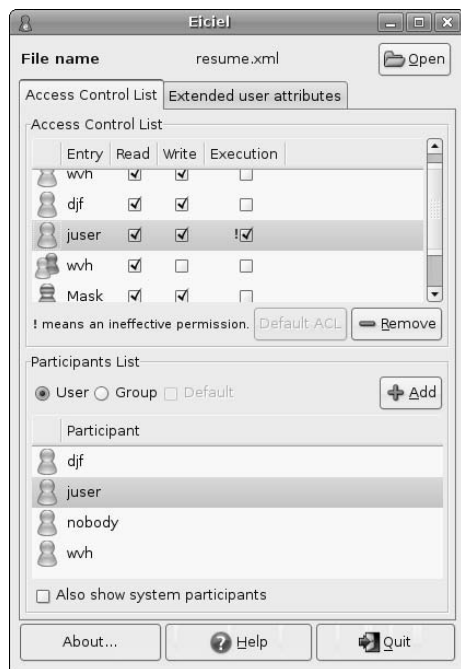 Eiciel
File name resume.xml Open
Access Control List Extended user attributes
Access Control List
Entry Read Write Execution
wvh
djf
juser !
wvh
Mask
! means an ineffective permission. Default ACL Remove
Participants List
User Group Default Add
Participant
djf
juser
nobody
wvh
Also show system participants
About... Help Quit